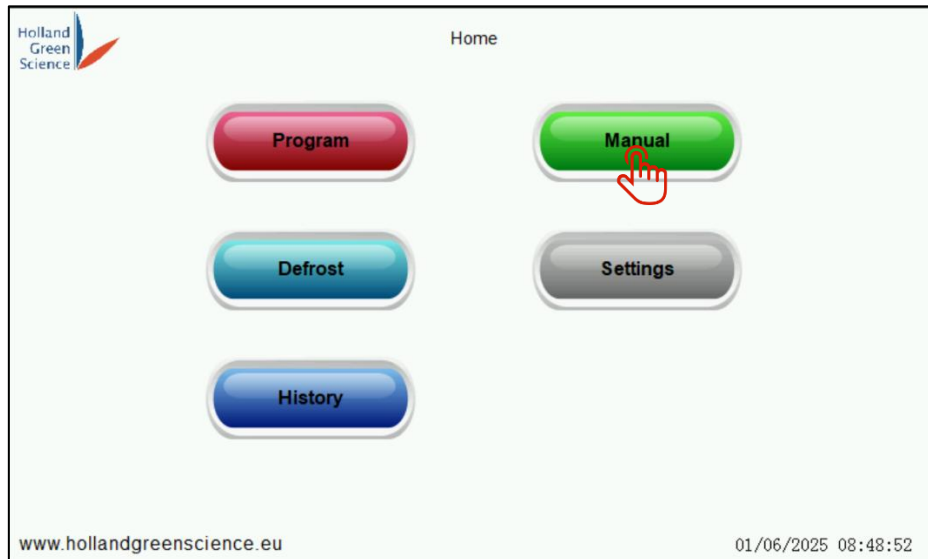 Holland
Green
Science
Home
Program
Manual
Defrost
Settings
History
www.hollandgreenscience.eu
01/06/2025 08:48:52